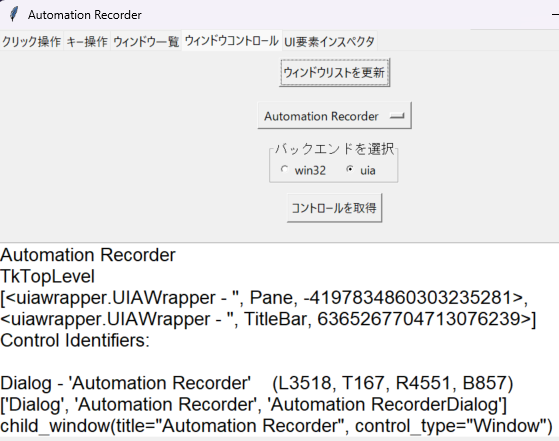 Automation Recorder
クリック操作 キー操作 ウィンドウ一覧 ウィンドウコントロール UI要素インスペクタ
ウィンドウリストを更新
Automation Recorder
バックエンドを選択
win32 uia
コントロールを取得
Automation Recorder
TkTopLevel
[<uiawrapper.UIAWrapper - '', Pane, -4197834860303235281>,
<uiawrapper.UIAWrapper - '', TitleBar, 6365267704713076239>]
Control Identifiers:
Dialog - 'Automation Recorder'    (L3518, T167, R4551, B857)
['Dialog', 'Automation Recorder', 'Automation RecorderDialog']
child_window(title="Automation Recorder", control_type="Window")